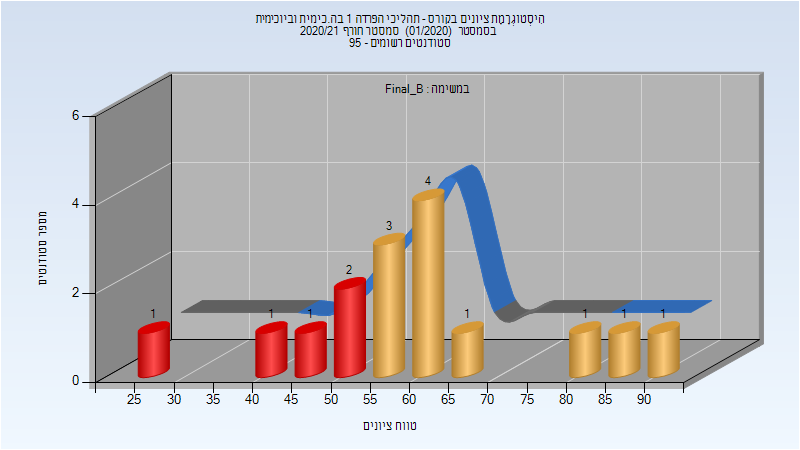 היסטוגרמת ציונים בקורס - תהליכי הפרדה 1 בה.כימית וביוכימית
בסמסטר (01/2020) סמסטר חורף 2020/21
סטודנטים רשומים - 95
במשימה : Final_B
מספר סטודנטים
6
4
2
0
1
1
1
2
3
4
1
1
1
1
25 30 35 40 45 50 55 60 65 70 75 80 85 90
טווח ציונים